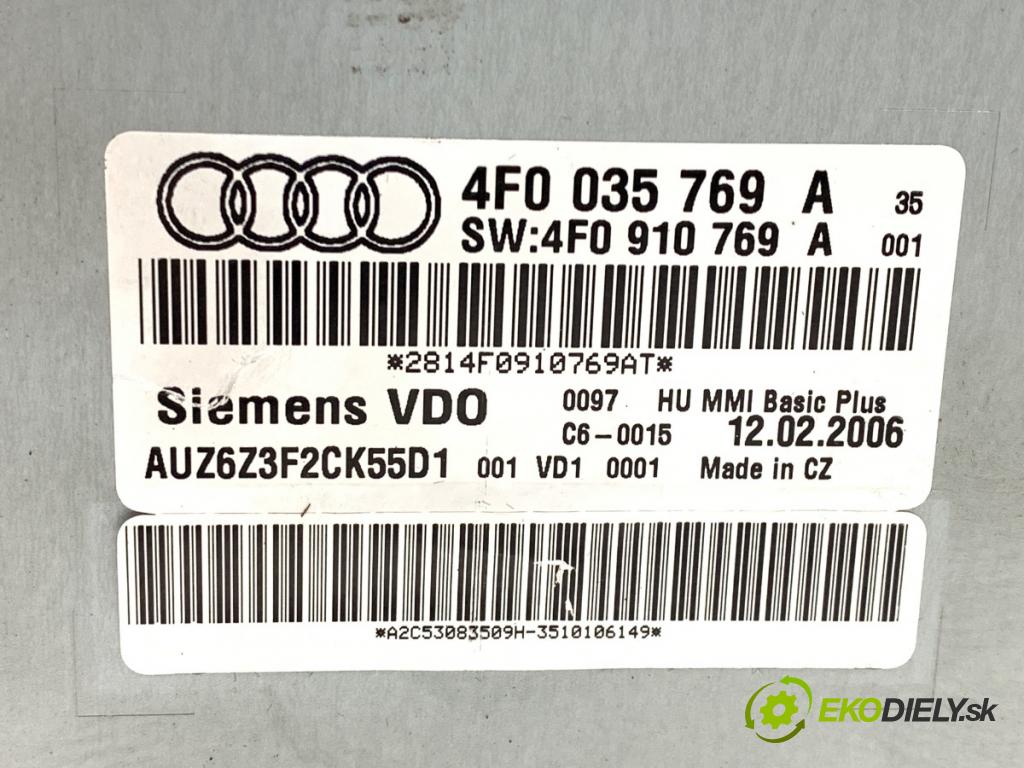 4F0 035 769 A 35
SW:4F0 910 769 A 001
*2814F0910769AT*
Siemens VDO 0097 HU MMI Basic Plus
C6-0015 12.02.2006
AUZ6Z3F2CK55D1 001 VD1 0001 Made in CZ
*A2C53083509H-3510106149*
EKODIELY.sk